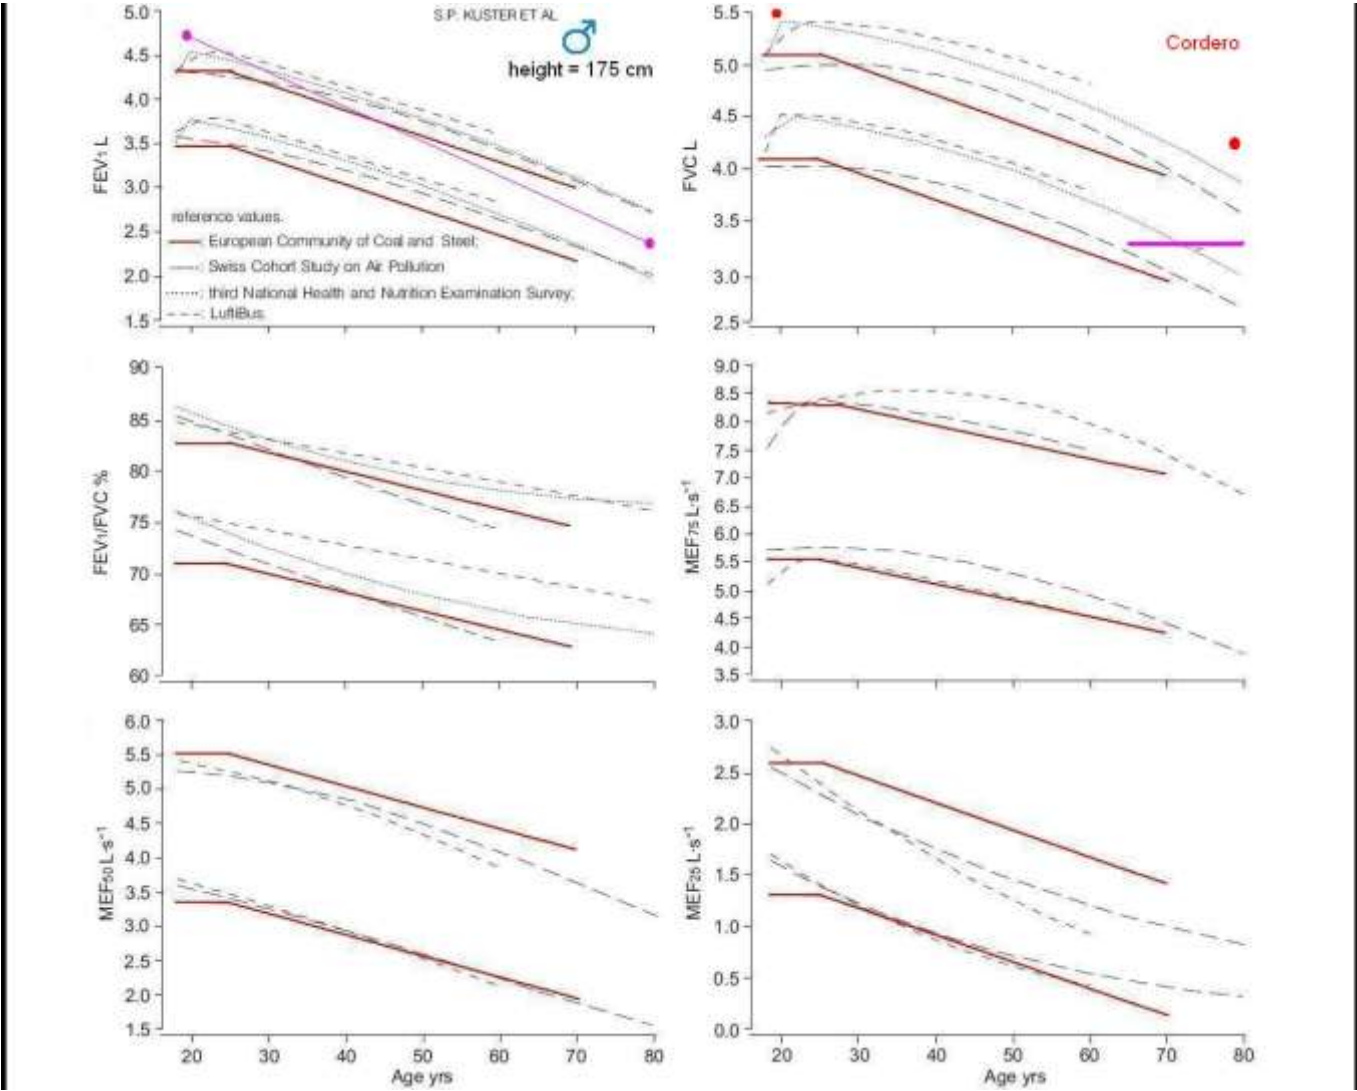 S.P. KUSTER ET AL
height = 175 cm
FEV1 L
5.0
4.5
4.0
3.5
3.0
2.5
2.0
1.5
reference values.
: European Community of Coal and Steel;
: Swiss Cohort Study on Air Pollution
: third National Health and Nutrition Examination Survey;
: LuftiBus.
Cordero
FVC L
5.5
5.0
4.5
4.0
3.5
3.0
2.5
FEV1/FVC %
90
85
80
75
70
65
60
MEF75 L·s⁻¹
9.0
8.5
8.0
7.5
7.0
6.5
6.0
5.5
5.0
4.5
4.0
3.5
MEF50 L·s⁻¹
6.0
5.5
5.0
4.5
4.0
3.5
3.0
2.5
2.0
1.5
20 30 40 50 60 70 80
Age yrs
MEF25 L·s⁻¹
3.0
2.5
2.0
1.5
1.0
0.5
0.0
20 30 40 50 60 70 80
Age yrs